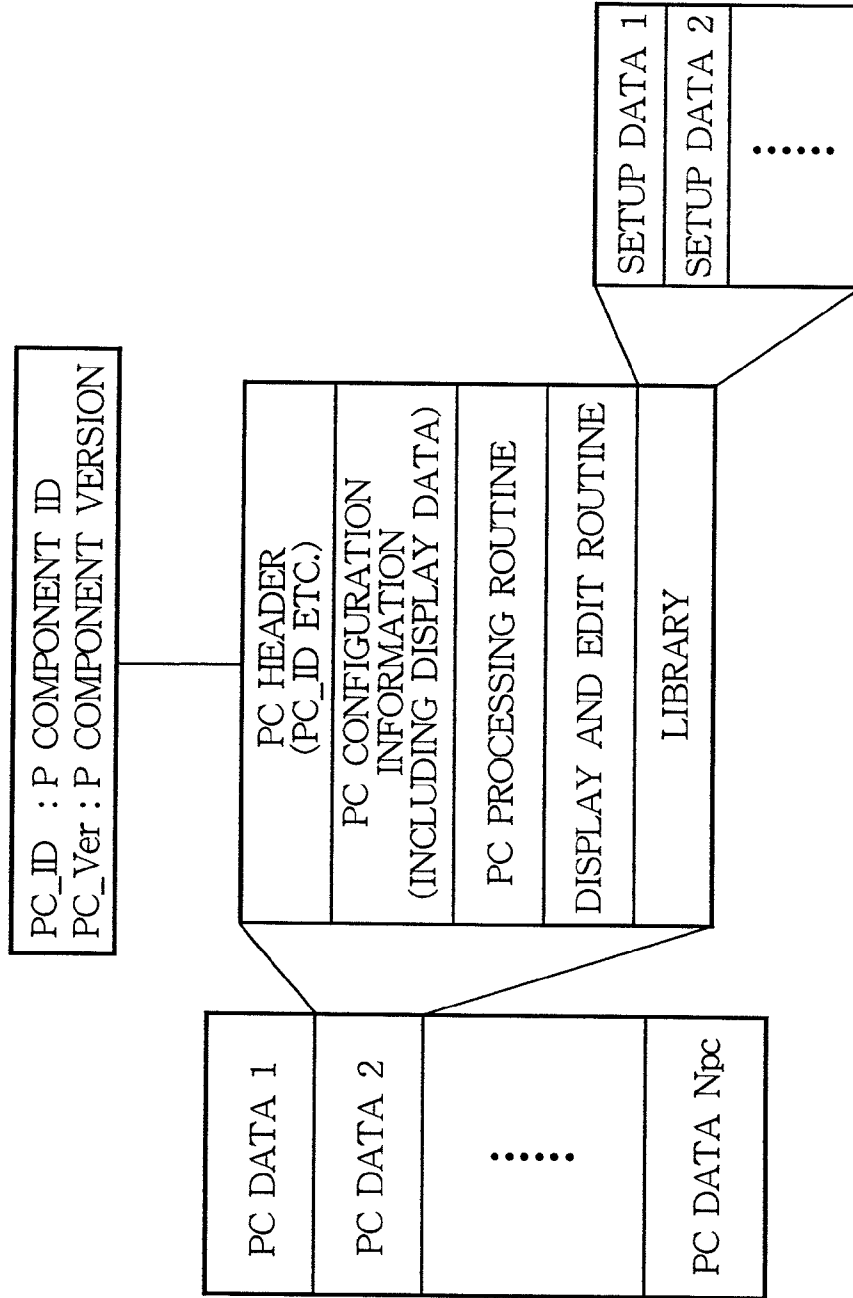 PC_ID : P COMPONENT ID
PC_Ver : P COMPONENT VERSION
PC DATA 1
PC DATA 2
......
PC DATA Npc
PC HEADER
(PC_ID ETC.)
PC CONFIGURATION
INFORMATION
(INCLUDING DISPLAY DATA)
PC PROCESSING ROUTINE
DISPLAY AND EDIT ROUTINE
LIBRARY
SETUP DATA 1
SETUP DATA 2
......